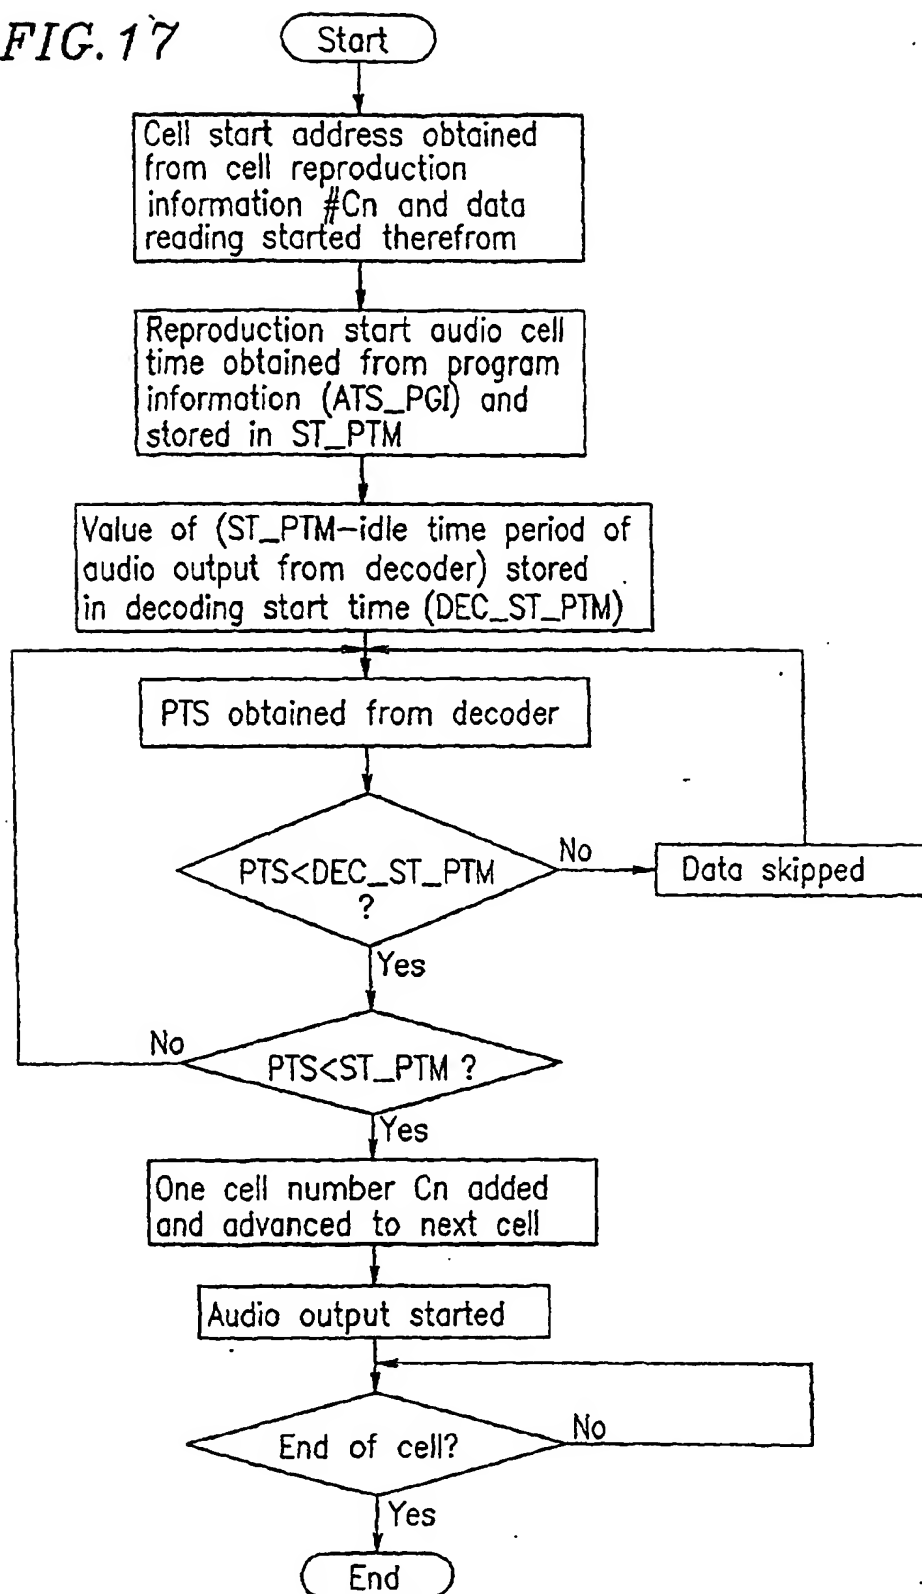 FIG. 17
Start
Cell start address obtained
from cell reproduction
information #Cn and data
reading started therefrom
Reproduction start audio cell
time obtained from program
information (ATS_PGI) and
stored in ST_PTM
Value of (ST_PTM-idle time period of
audio output from decoder) stored
in decoding start time (DEC_ST_PTM)
PTS obtained from decoder
PTS<DEC_ST_PTM
?
No
Data skipped
Yes
No
PTS<ST_PTM ?
Yes
One cell number Cn added
and advanced to next cell
Audio output started
End of cell?
No
Yes
End